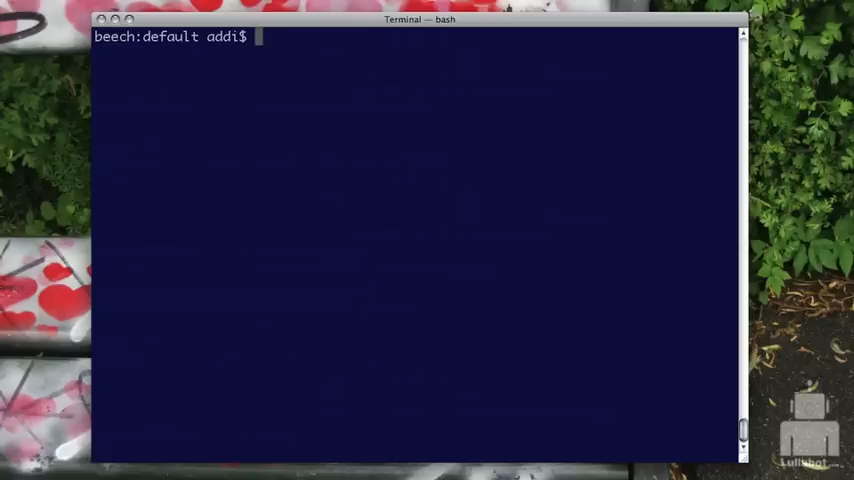 Terminal — bash
beech:default addi$
Lullabot